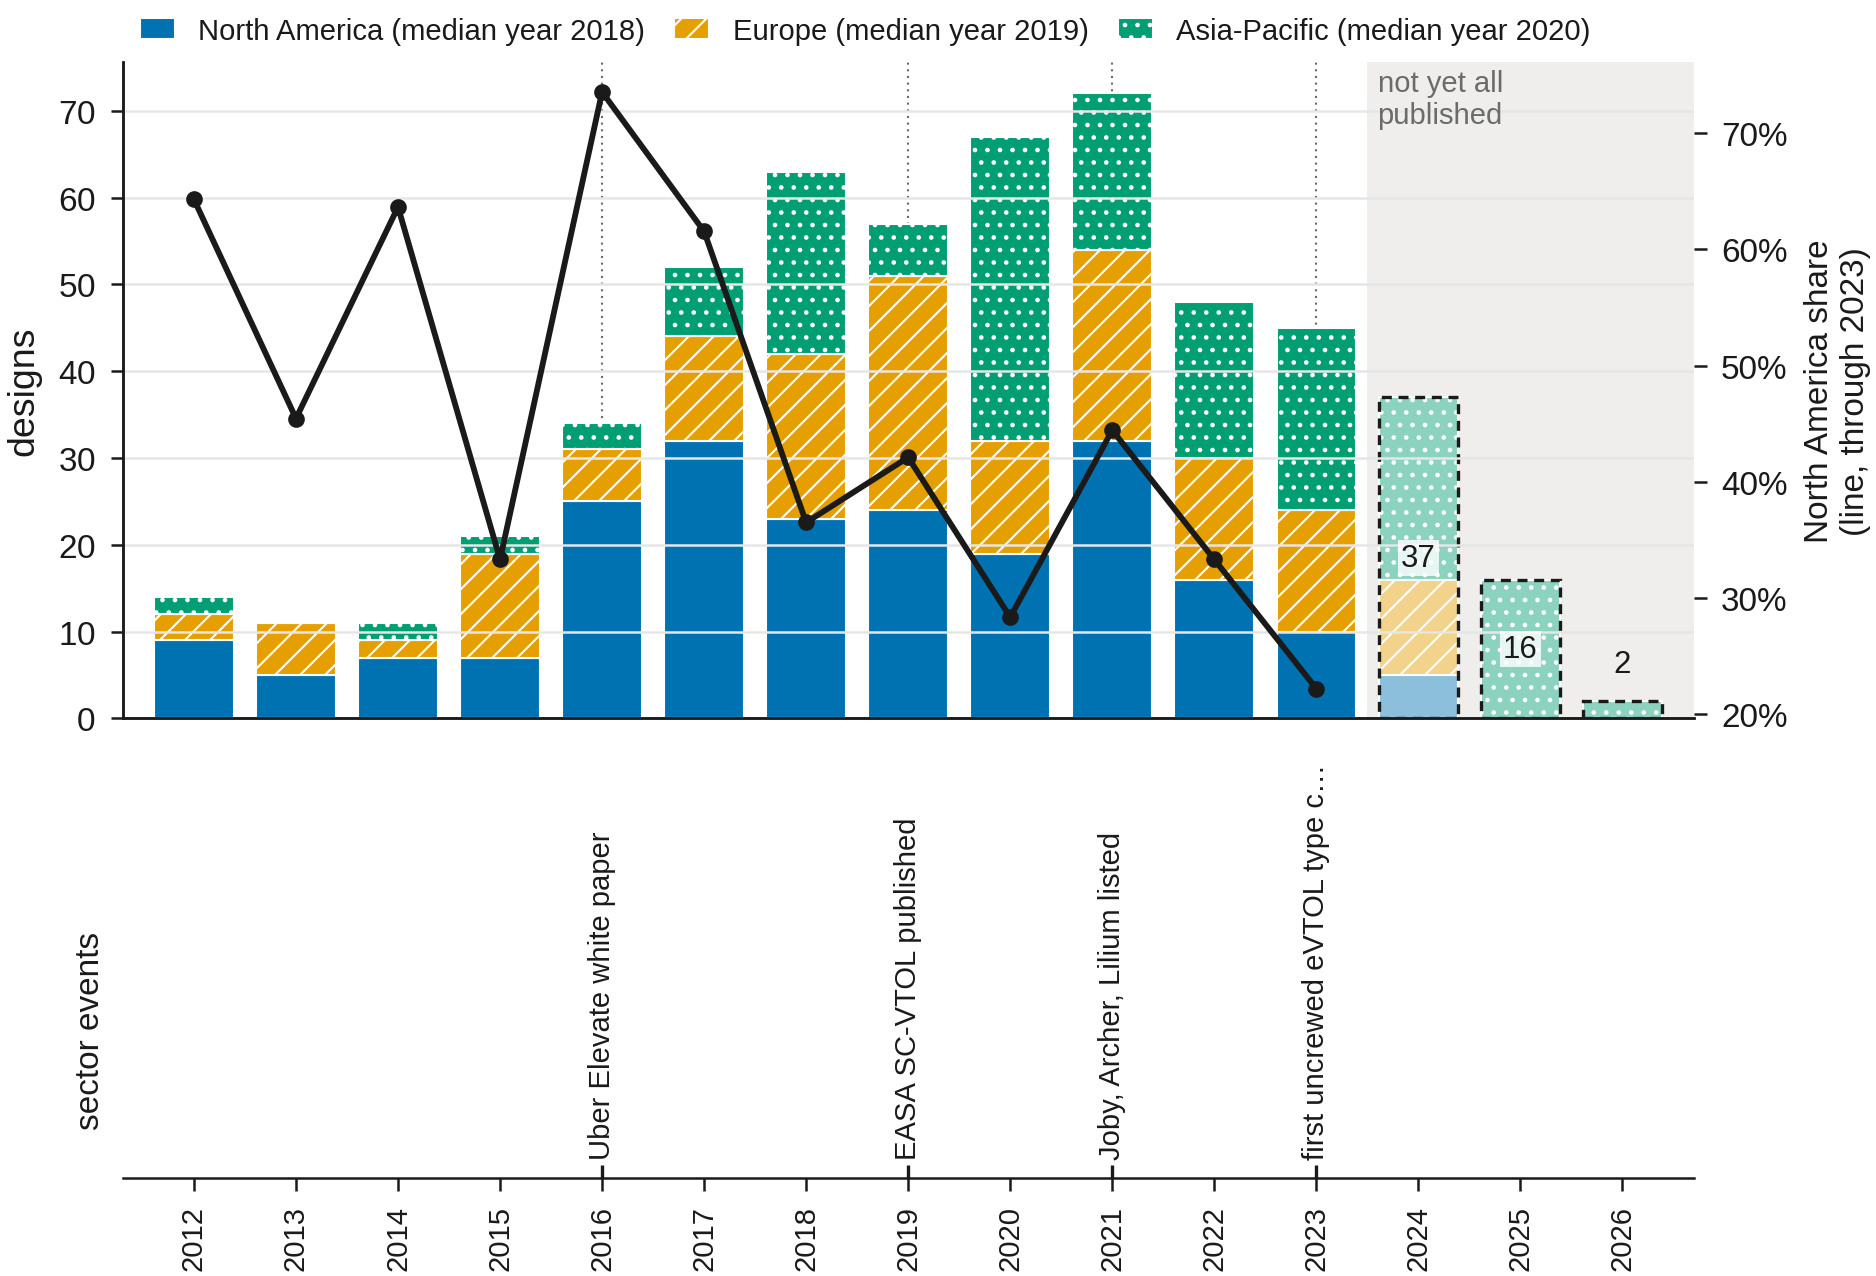 North America (median year 2018)
Europe (median year 2019)
Asia-Pacific (median year 2020)
not yet all
published
designs
70
60
50
40
30
20
10
0
70%
60%
50%
40%
30%
20%
North America share
(line, through 2023)
37
16
2
sector events
Uber Elevate white paper
EASA SC-VTOL published
Joby, Archer, Lilium listed
first uncrewed eVTOL type c…
2012
2013
2014
2015
2016
2017
2018
2019
2020
2021
2022
2023
2024
2025
2026